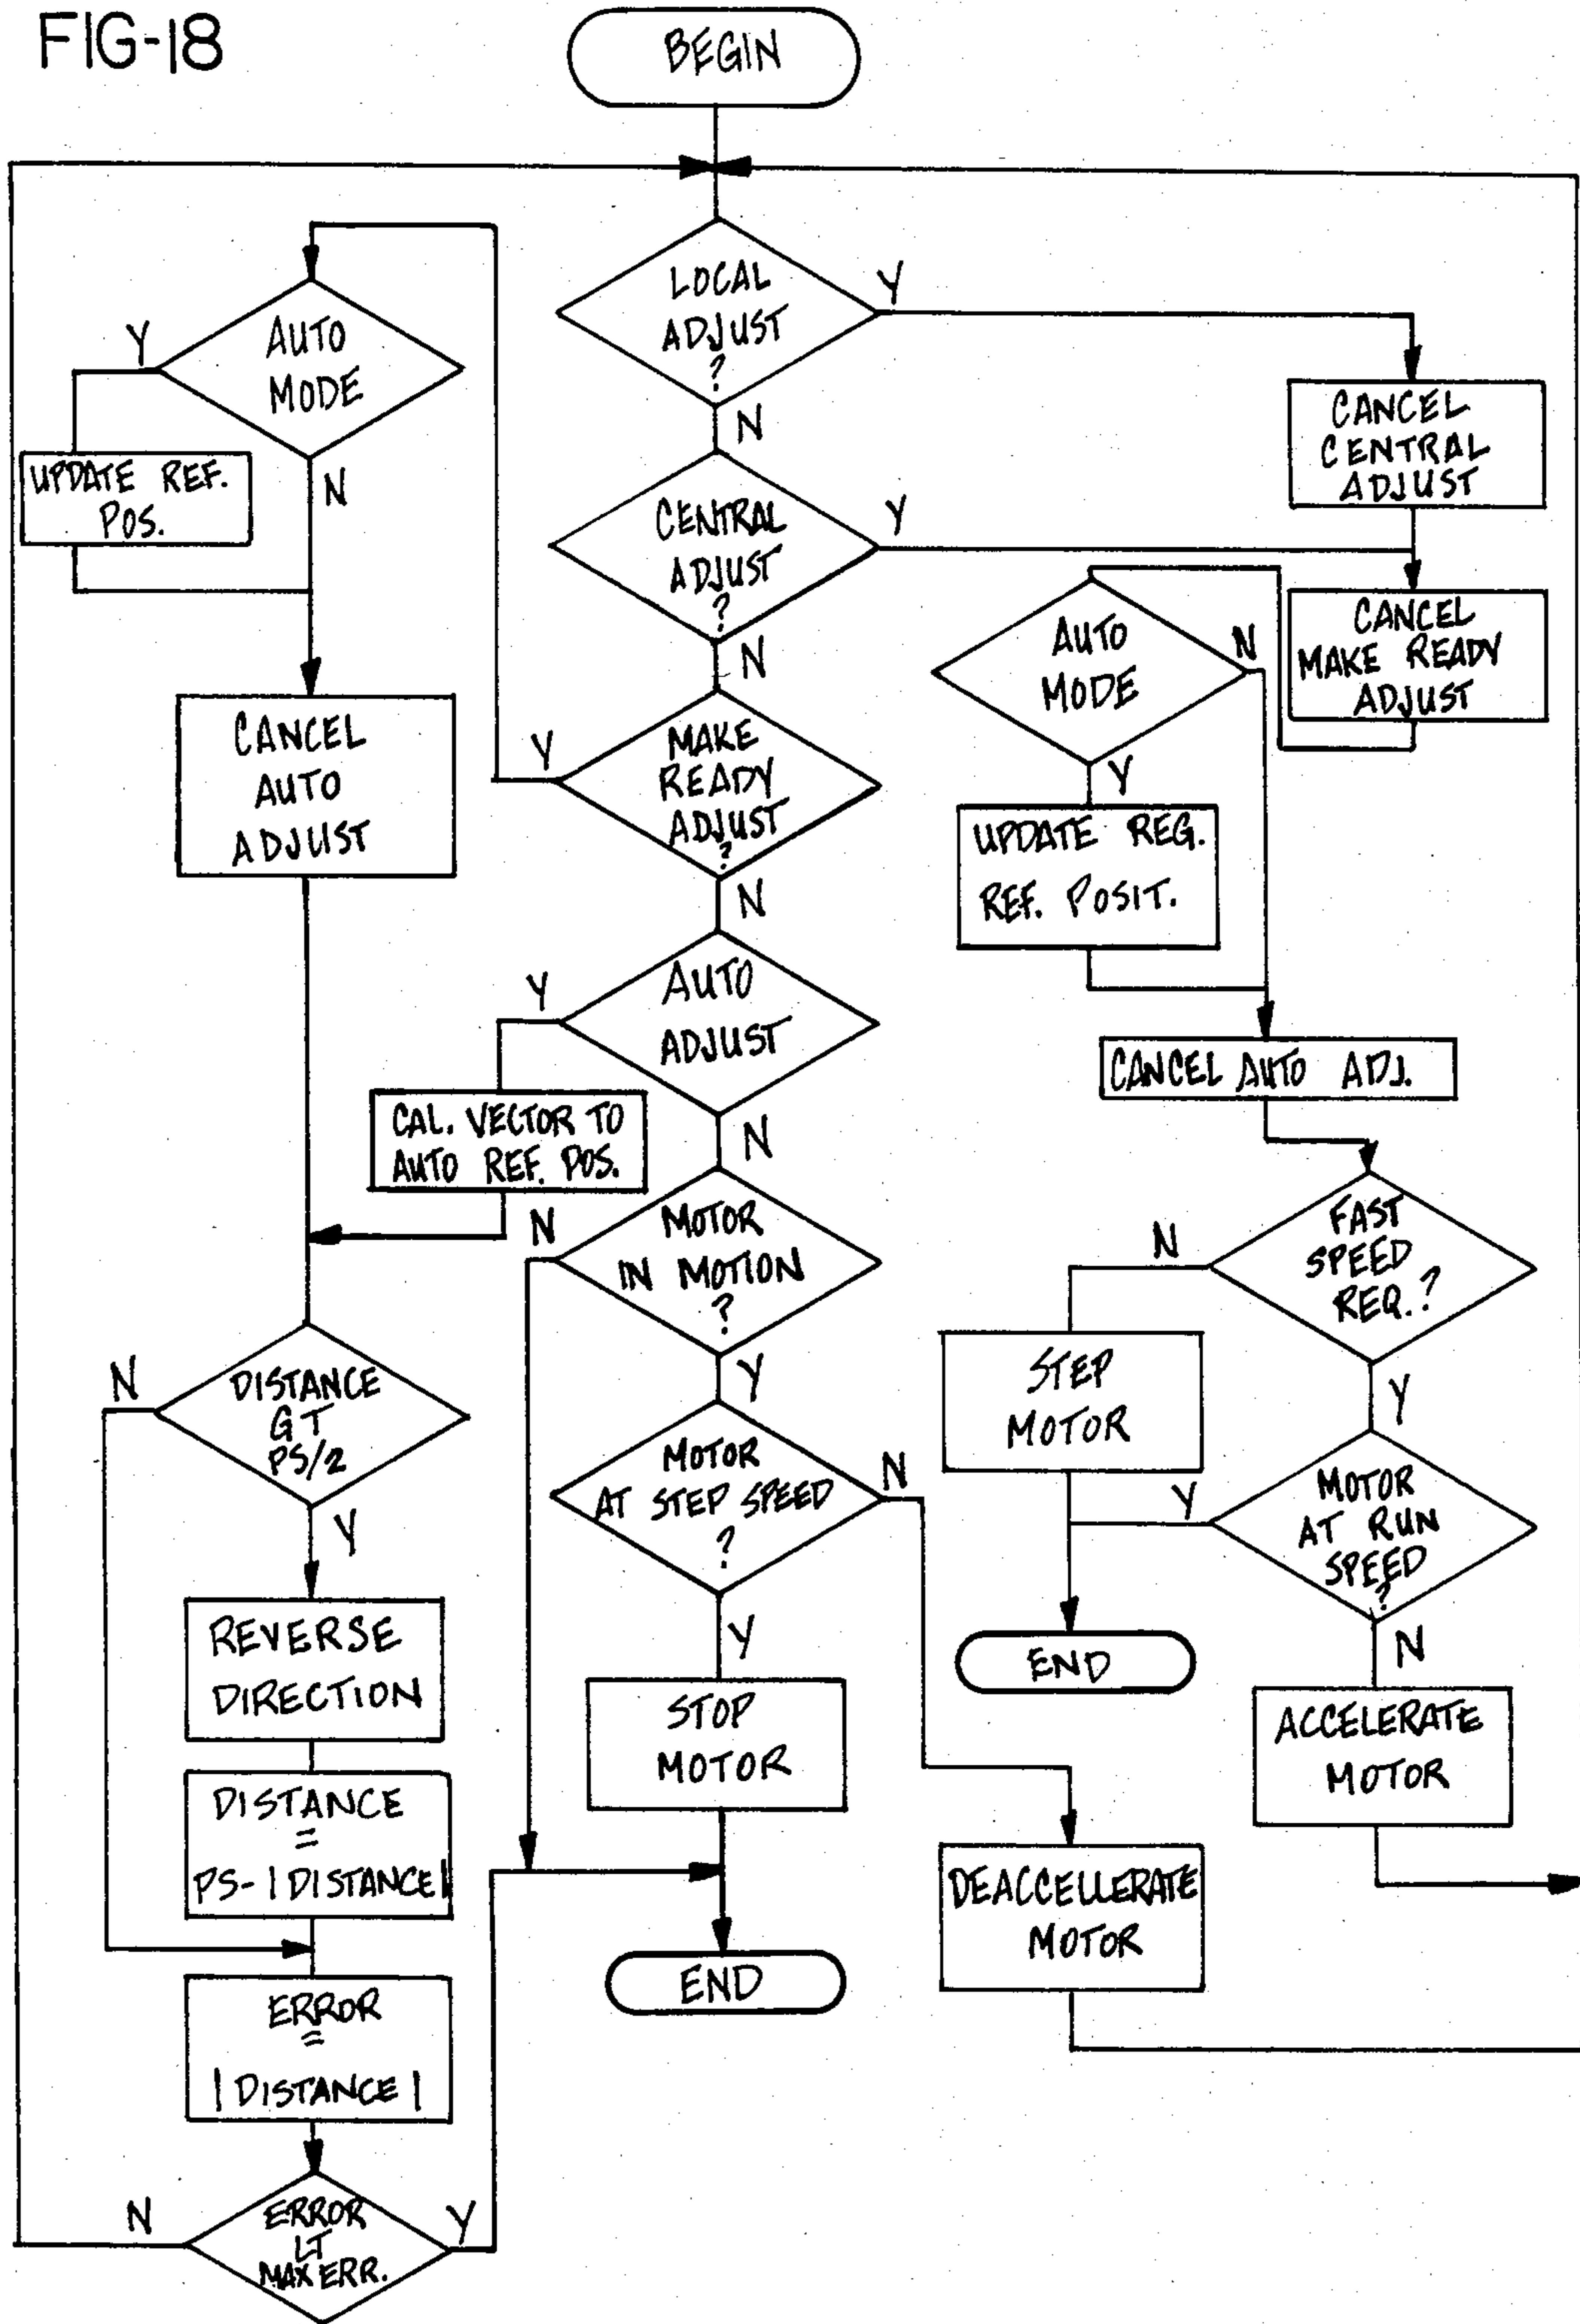 FIG-18
BEGIN
LOCAL
ADJUST
?
Y
N
AUTO
MODE
Y
N
UPDATE REF.
POS.
CANCEL
CENTRAL
ADJUST
CENTRAL
ADJUST
?
Y
N
CANCEL
MAKE READY
ADJUST
AUTO
MODE
N
Y
CANCEL
AUTO
ADJUST
MAKE
READY
ADJUST
?
Y
N
UPDATE REG.
REF. POSIT.
AUTO
ADJUST
Y
N
CANCEL AUTO ADJ.
CAL. VECTOR TO
AUTO REF. POS.
MOTOR
IN MOTION
?
N
Y
FAST
SPEED
REQ.?
N
Y
STEP
MOTOR
DISTANCE
GT
PS/2
N
Y
MOTOR
AT STEP SPEED
?
N
Y
MOTOR
AT RUN
SPEED
?
Y
N
REVERSE
DIRECTION
STOP
MOTOR
END
ACCELERATE
MOTOR
DISTANCE
=
PS-|DISTANCE|
DEACCELLERATE
MOTOR
END
ERROR
=
|DISTANCE|
ERROR
LT
MAX ERR.
N
Y